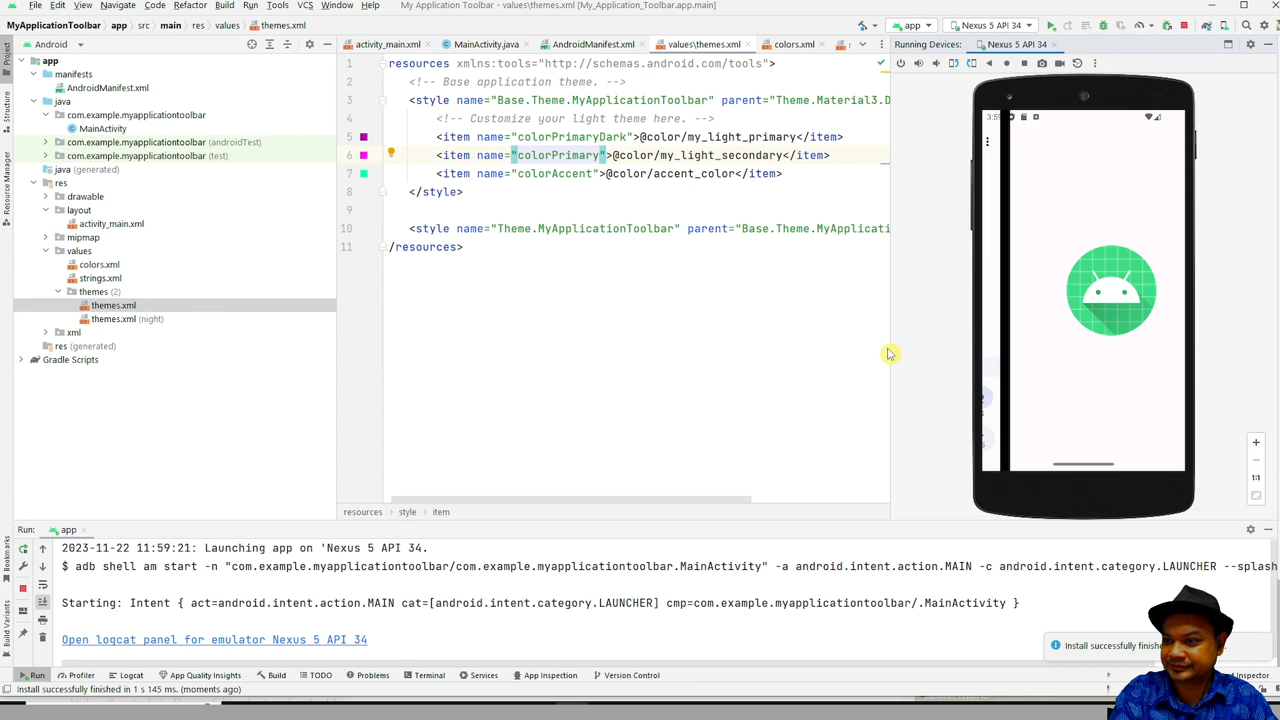 File Edit View Navigate Code Refactor Build Run Tools VCS Window Help My Application Toolbar - values\themes.xml [My_Application_Toolbar.app.main]
MyApplicationToolbar app src main res values themes.xml app Nexus 5 API 34
Android
activity_main.xml MainActivity.java AndroidManifest.xml values\themes.xml colors.xml
Running Devices: Nexus 5 API 34
Project
Structure
Resource Manager
Bookmarks
Build Variants
app
manifests
AndroidManifest.xml
java
com.example.myapplicationtoolbar
MainActivity
com.example.myapplicationtoolbar (androidTest)
com.example.myapplicationtoolbar (test)
java (generated)
res
drawable
layout
activity_main.xml
mipmap
values
colors.xml
strings.xml
themes (2)
themes.xml
themes.xml (night)
xml
res (generated)
Gradle Scripts
1 resources xmlns:tools="http://schemas.android.com/tools">
2 <!-- Base application theme. -->
3 <style name="Base.Theme.MyApplicationToolbar" parent="Theme.Material3.D
4 <!-- Customize your light theme here. -->
5 <item name="colorPrimaryDark">@color/my_light_primary</item>
6 <item name="colorPrimary">@color/my_light_secondary</item>
7 <item name="colorAccent">@color/accent_color</item>
8 </style>
9
10 <style name="Theme.MyApplicationToolbar" parent="Base.Theme.MyApplicati
11 /resources>
resources style item
3:59
1:1
Run: app
2023-11-22 11:59:21: Launching app on 'Nexus 5 API 34.
$ adb shell am start -n "com.example.myapplicationtoolbar/com.example.myapplicationtoolbar.MainActivity" -a android.intent.action.MAIN -c android.intent.category.LAUNCHER --splash
Starting: Intent { act=android.intent.action.MAIN cat=[android.intent.category.LAUNCHER] cmp=com.example.myapplicationtoolbar/.MainActivity }
Open logcat panel for emulator Nexus 5 API 34
Install successfully finishe
Run Profiler Logcat App Quality Insights Build TODO Problems Terminal Services App Inspection Version Control
Install successfully finished in 1 s 145 ms. (moments ago)